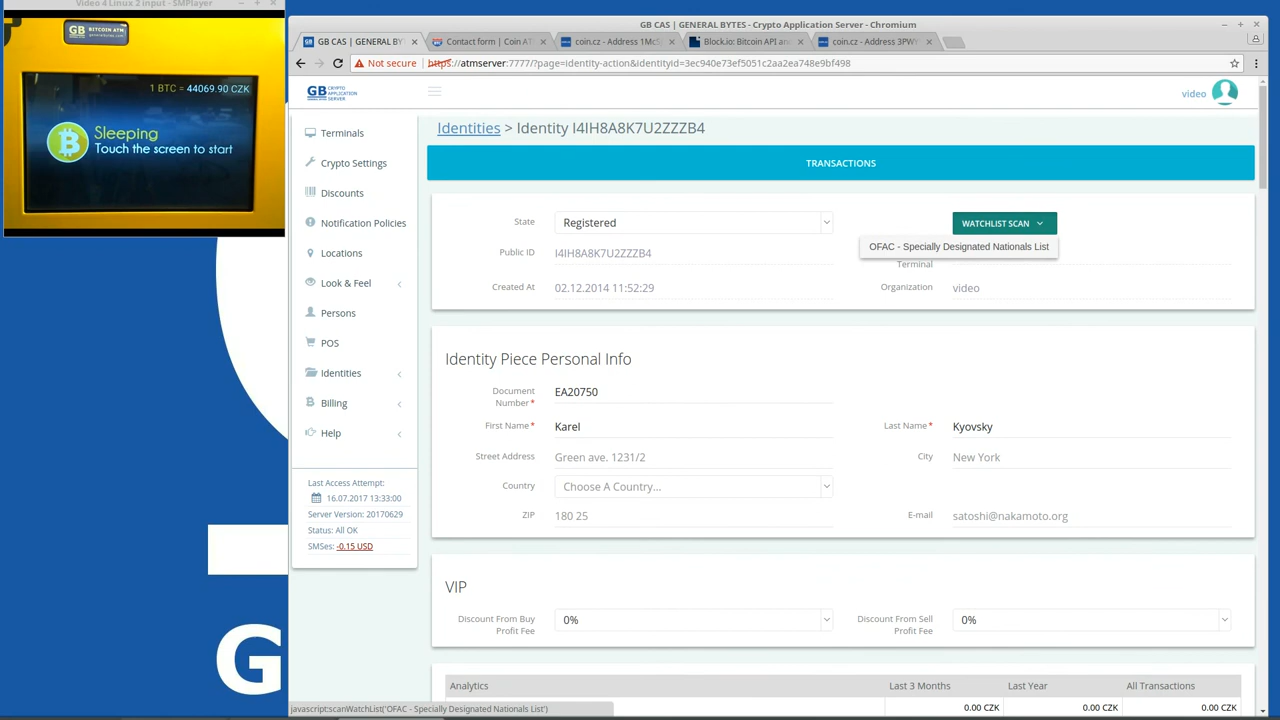 Video 4 Linux 2 input - SMPlayer
GB BITCOIN ATM
generalbytes.com
1 BTC = 44069.90 CZK
Sleeping
Touch the screen to start
G
GB CAS | GENERAL BYTES - Crypto Application Server - Chromium
GB CAS | GENERAL BY
Contact form | Coin AT
coin.cz - Address 1McS
Block.io: Bitcoin API an
coin.cz - Address 3PWY
Not secure
https://atmserver:7777/?page=identity-action&identityid=3ec940e73ef5051c2aa2ea748e9bf498
GB CRYPTO APPLICATION SERVER
video
Terminals
Crypto Settings
Discounts
Notification Policies
Locations
Look & Feel
Persons
POS
Identities
Billing
Help
Last Access Attempt:
16.07.2017 13:33:00
Server Version: 20170629
Status: All OK
SMSes: -0.15 USD
Identities > Identity I4IH8A8K7U2ZZZB4
TRANSACTIONS
State Registered
WATCHLIST SCAN
OFAC - Specially Designated Nationals List
Public ID I4IH8A8K7U2ZZZB4
Terminal
Created At 02.12.2014 11:52:29
Organization video
Identity Piece Personal Info
Document Number* EA20750
First Name* Karel
Last Name* Kyovsky
Street Address Green ave. 1231/2
City New York
Country Choose A Country...
ZIP 180 25
E-mail satoshi@nakamoto.org
VIP
Discount From Buy Profit Fee 0%
Discount From Sell Profit Fee 0%
Analytics Last 3 Months Last Year All Transactions
0.00 CZK 0.00 CZK 0.00 CZK
javascript:scanWatchList('OFAC - Specially Designated Nationals List')